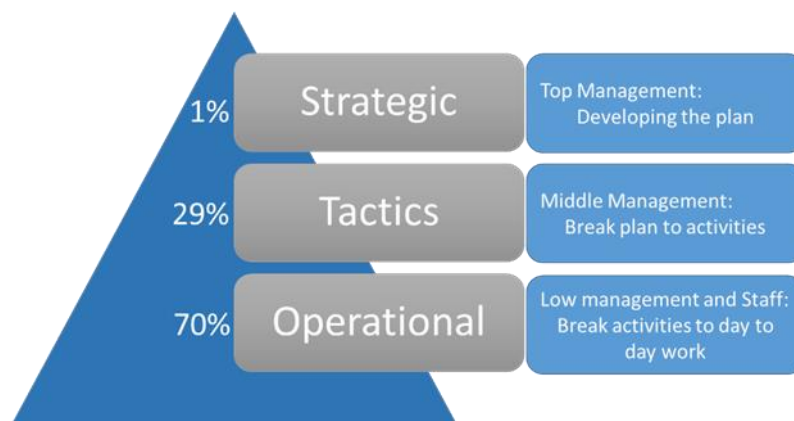 1%
Strategic
Top Management:
Developing the plan
29%
Tactics
Middle Management:
Break plan to activities
70%
Operational
Low management and Staff:
Break activities to day to
day work